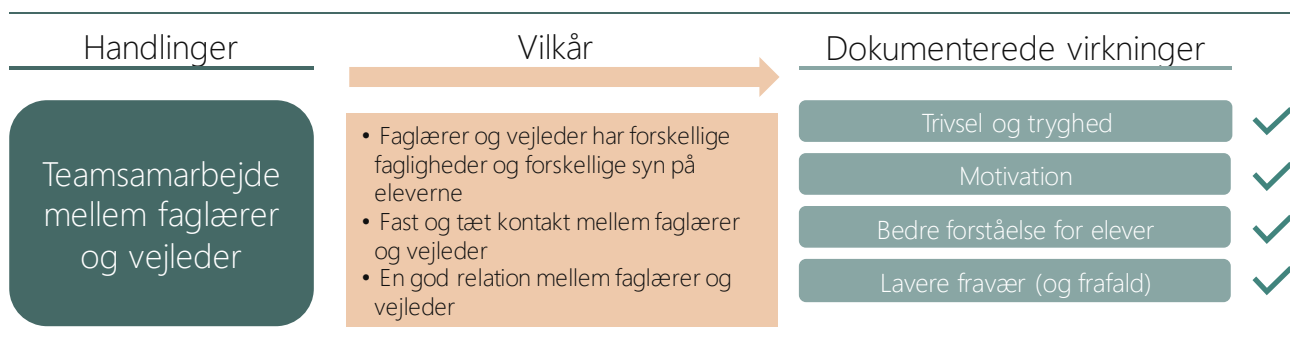 Handlinger
Vilkår
Dokumenterede virkninger
Teamsamarbejde
mellem faglærer
og vejleder
• Faglærer og vejleder har forskellige
fagligheder og forskellige syn på
eleverne
• Fast og tæt kontakt mellem faglærer
og vejleder
• En god relation mellem faglærer og
vejleder
Trivsel og tryghed
Motivation
Bedre forståelse for elever
Lavere fravær (og frafald)